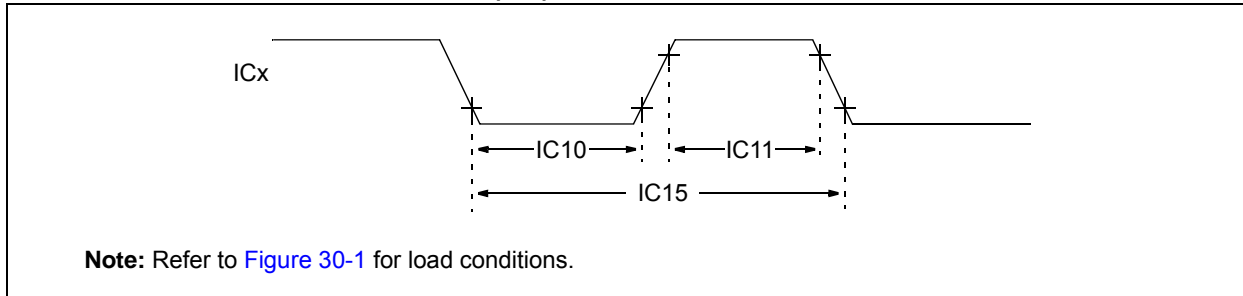 ICx
IC10
IC11
IC15
Note: Refer to Figure 30-1 for load conditions.